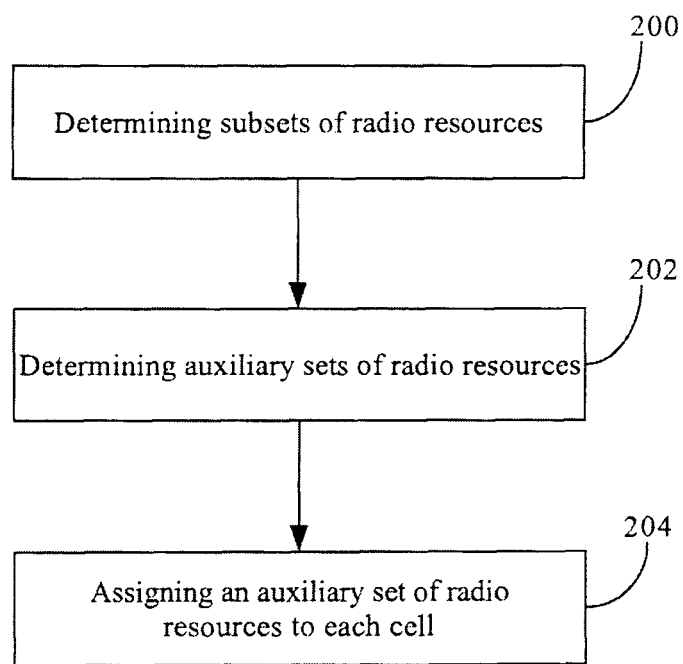 200
Determining subsets of radio resources
202
Determining auxiliary sets of radio resources
204
Assigning an auxiliary set of radio
resources to each cell